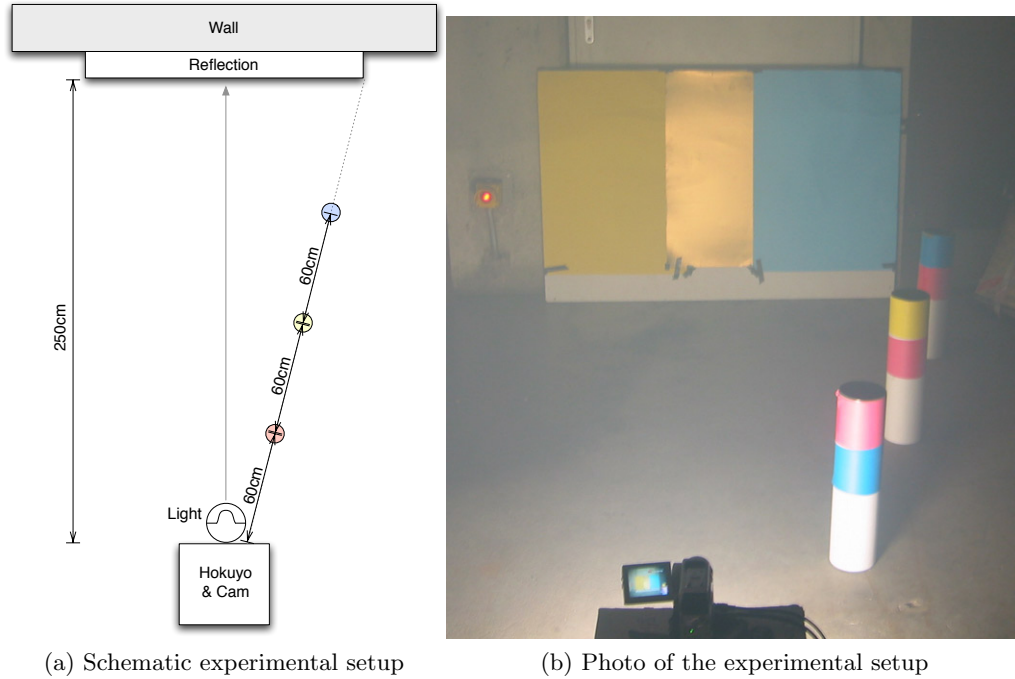 Wall
Reflection
250cm
60cm
60cm
60cm
Light
Hokuyo
& Cam
(a) Schematic experimental setup
(b) Photo of the experimental setup